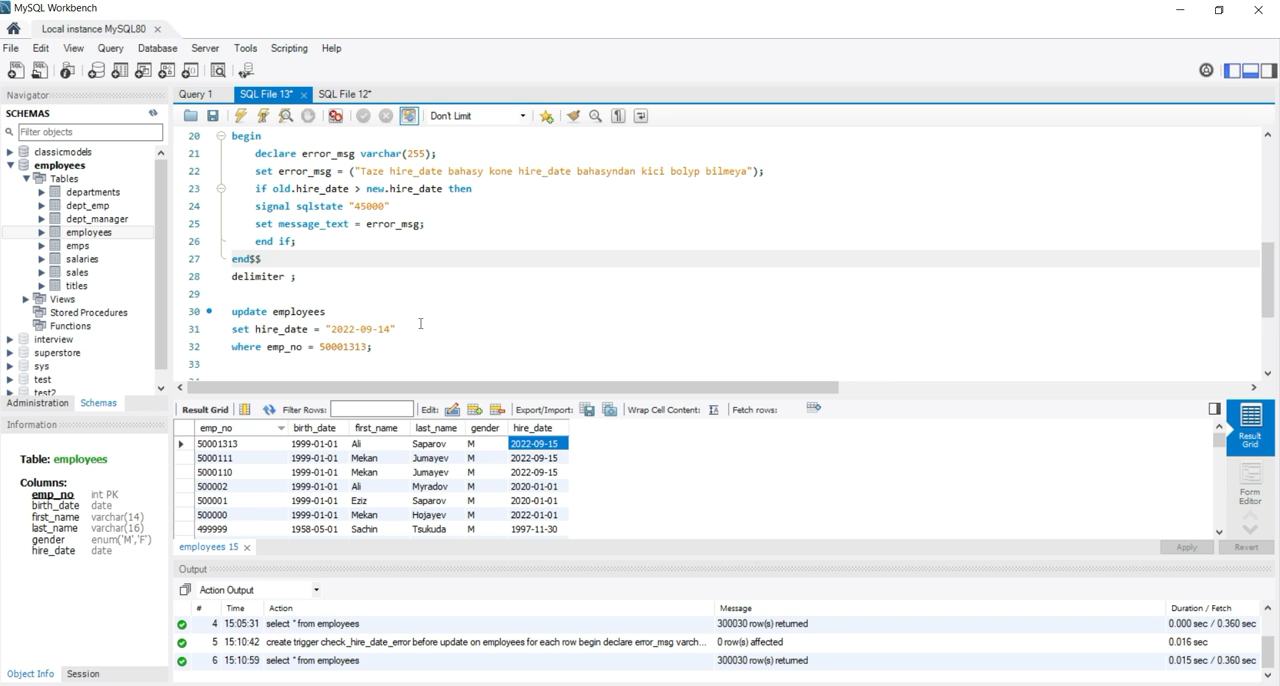 MySQL Workbench
Local instance MySQL80
File Edit View Query Database Server Tools Scripting Help
Navigator
SCHEMAS
Filter objects
classicmodels
employees
Tables
departments
dept_emp
dept_manager
employees
emps
salaries
sales
titles
Views
Stored Procedures
Functions
interview
superstore
sys
test
test2
Administration Schemas
Information
Table: employees
Columns:
emp_no int PK
birth_date date
first_name varchar(14)
last_name varchar(16)
gender enum('M','F')
hire_date date
Object Info Session
Query 1 SQL File 13* SQL File 12*
Don't Limit
20 begin
21 declare error_msg varchar(255);
22 set error_msg = ("Taze hire_date bahasy kone hire_date bahasyndan kici bolyp bilmeya");
23 if old.hire_date > new.hire_date then
24 signal sqlstate "45000"
25 set message_text = error_msg;
26 end if;
27 end$$
28 delimiter ;
29
30 update employees
31 set hire_date = "2022-09-14"
32 where emp_no = 50001313;
33
Result Grid Filter Rows: Edit: Export/Import: Wrap Cell Content: Fetch rows:
emp_no birth_date first_name last_name gender hire_date
50001313 1999-01-01 Ali Saparov M 2022-09-15
5000111 1999-01-01 Mekan Jumayev M 2022-09-15
5000110 1999-01-01 Mekan Jumayev M 2022-09-15
500002 1999-01-01 Ali Myradov M 2020-01-01
500001 1999-01-01 Eziz Saparov M 2020-01-01
500000 1999-01-01 Mekan Hojayev M 2022-01-01
499999 1958-05-01 Sachin Tsukuda M 1997-11-30
Result Grid
Form Editor
employees 15
Apply Revert
Output
Action Output
# Time Action Message Duration / Fetch
4 15:05:31 select * from employees 300030 row(s) returned 0.000 sec / 0.360 sec
5 15:10:42 create trigger check_hire_date_error before update on employees for each row begin declare error_msg varch... 0 row(s) affected 0.016 sec
6 15:10:59 select * from employees 300030 row(s) returned 0.015 sec / 0.360 sec